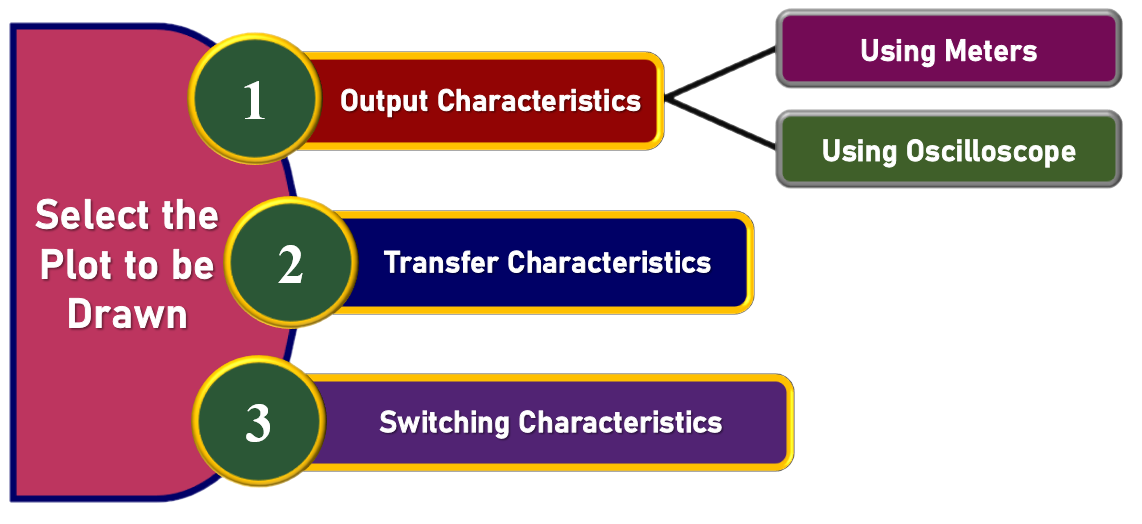 Select the
Plot to be
Drawn
1
Output Characteristics
Using Meters
Using Oscilloscope
2
Transfer Characteristics
3
Switching Characteristics